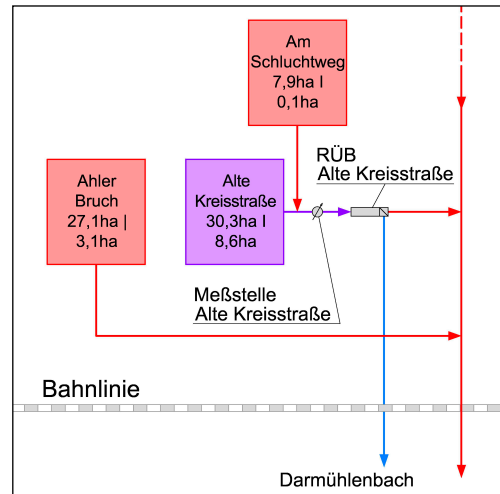 Am
Schluchtweg
7,9ha I
0,1ha
RÜB
Alte Kreisstraße
Ahler
Bruch
27,1ha |
3,1ha
Alte
Kreisstraße
30,3ha I
8,6ha
Meßstelle
Alte Kreisstraße
Bahnlinie
Darmühlenbach